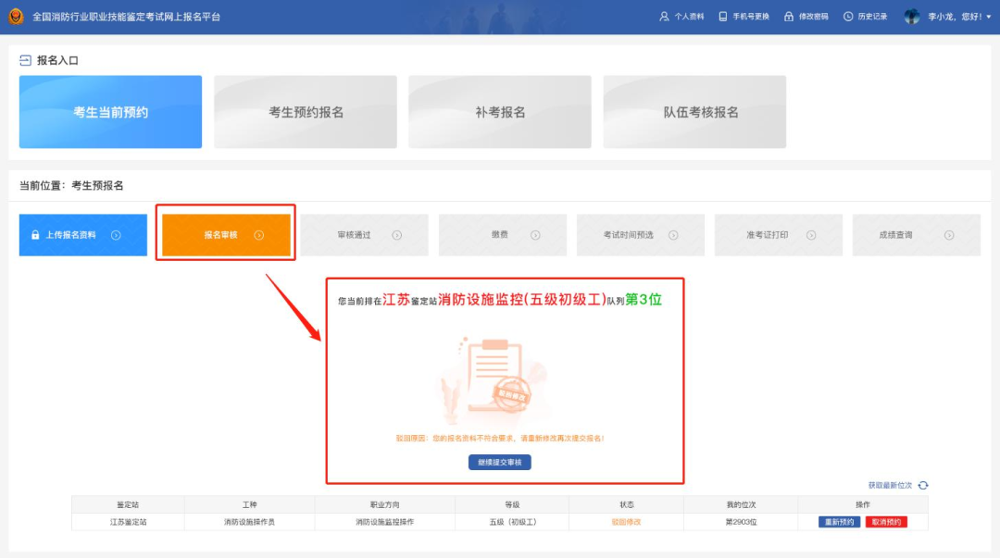 全国消防行业职业技能鉴定考试网上报名平台
个人资料 手机号更换 修改密码 历史记录 李小龙，您好！
报名入口
考生当前预约 考生预约报名 补考报名 队伍考核报名
当前位置：考生预报名
上传报名资料 报名审核 审核通过 缴费 考试时间预选 准考证打印 成绩查询
您当前排在江苏鉴定站消防设施监控(五级初级工)队列第3位
驳回修改
驳回原因：您的报名资料不符合要求，请重新修改再次提交报名！
继续提交审核
获取最新位次
鉴定站 工种 职业方向 等级 状态 我的位次 操作
江苏鉴定站 消防设施操作员 消防设施监控操作 五级（初级工） 驳回修改 第2903位 重新预约 取消预约